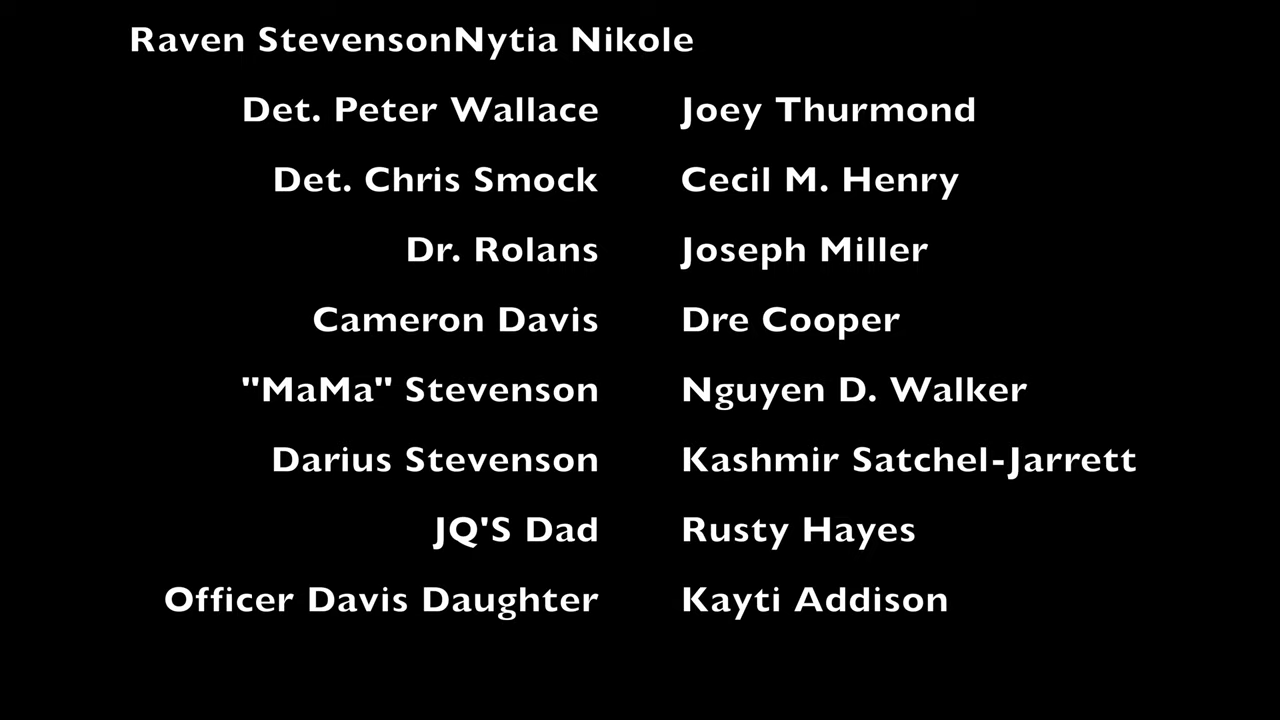 Raven StevensonNytia Nikole
Det. Peter Wallace Joey Thurmond
Det. Chris Smock Cecil M. Henry
Dr. Rolans Joseph Miller
Cameron Davis Dre Cooper
"MaMa" Stevenson Nguyen D. Walker
Darius Stevenson Kashmir Satchel-Jarrett
JQ'S Dad Rusty Hayes
Officer Davis Daughter Kayti Addison